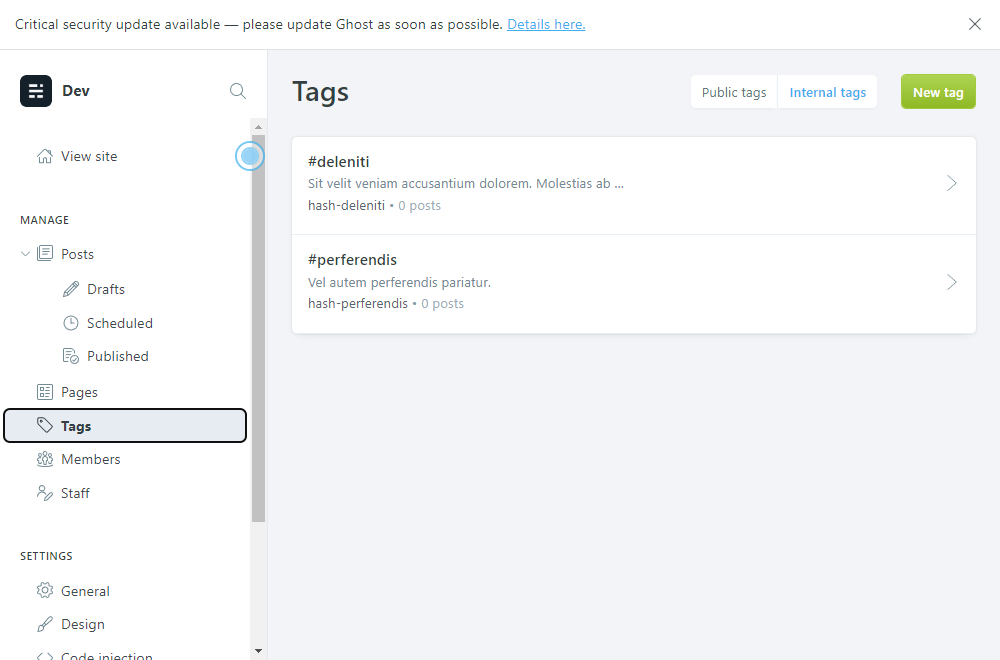 Critical security update available — please update Ghost as soon as possible. Details here.
Dev
View site
MANAGE
Posts
Drafts
Scheduled
Published
Pages
Tags
Members
Staff
SETTINGS
General
Design
Code injection
Tags
Public tags
Internal tags
New tag
#deleniti
Sit velit veniam accusantium dolorem. Molestias ab ...
hash-deleniti • 0 posts
#perferendis
Vel autem perferendis pariatur.
hash-perferendis • 0 posts